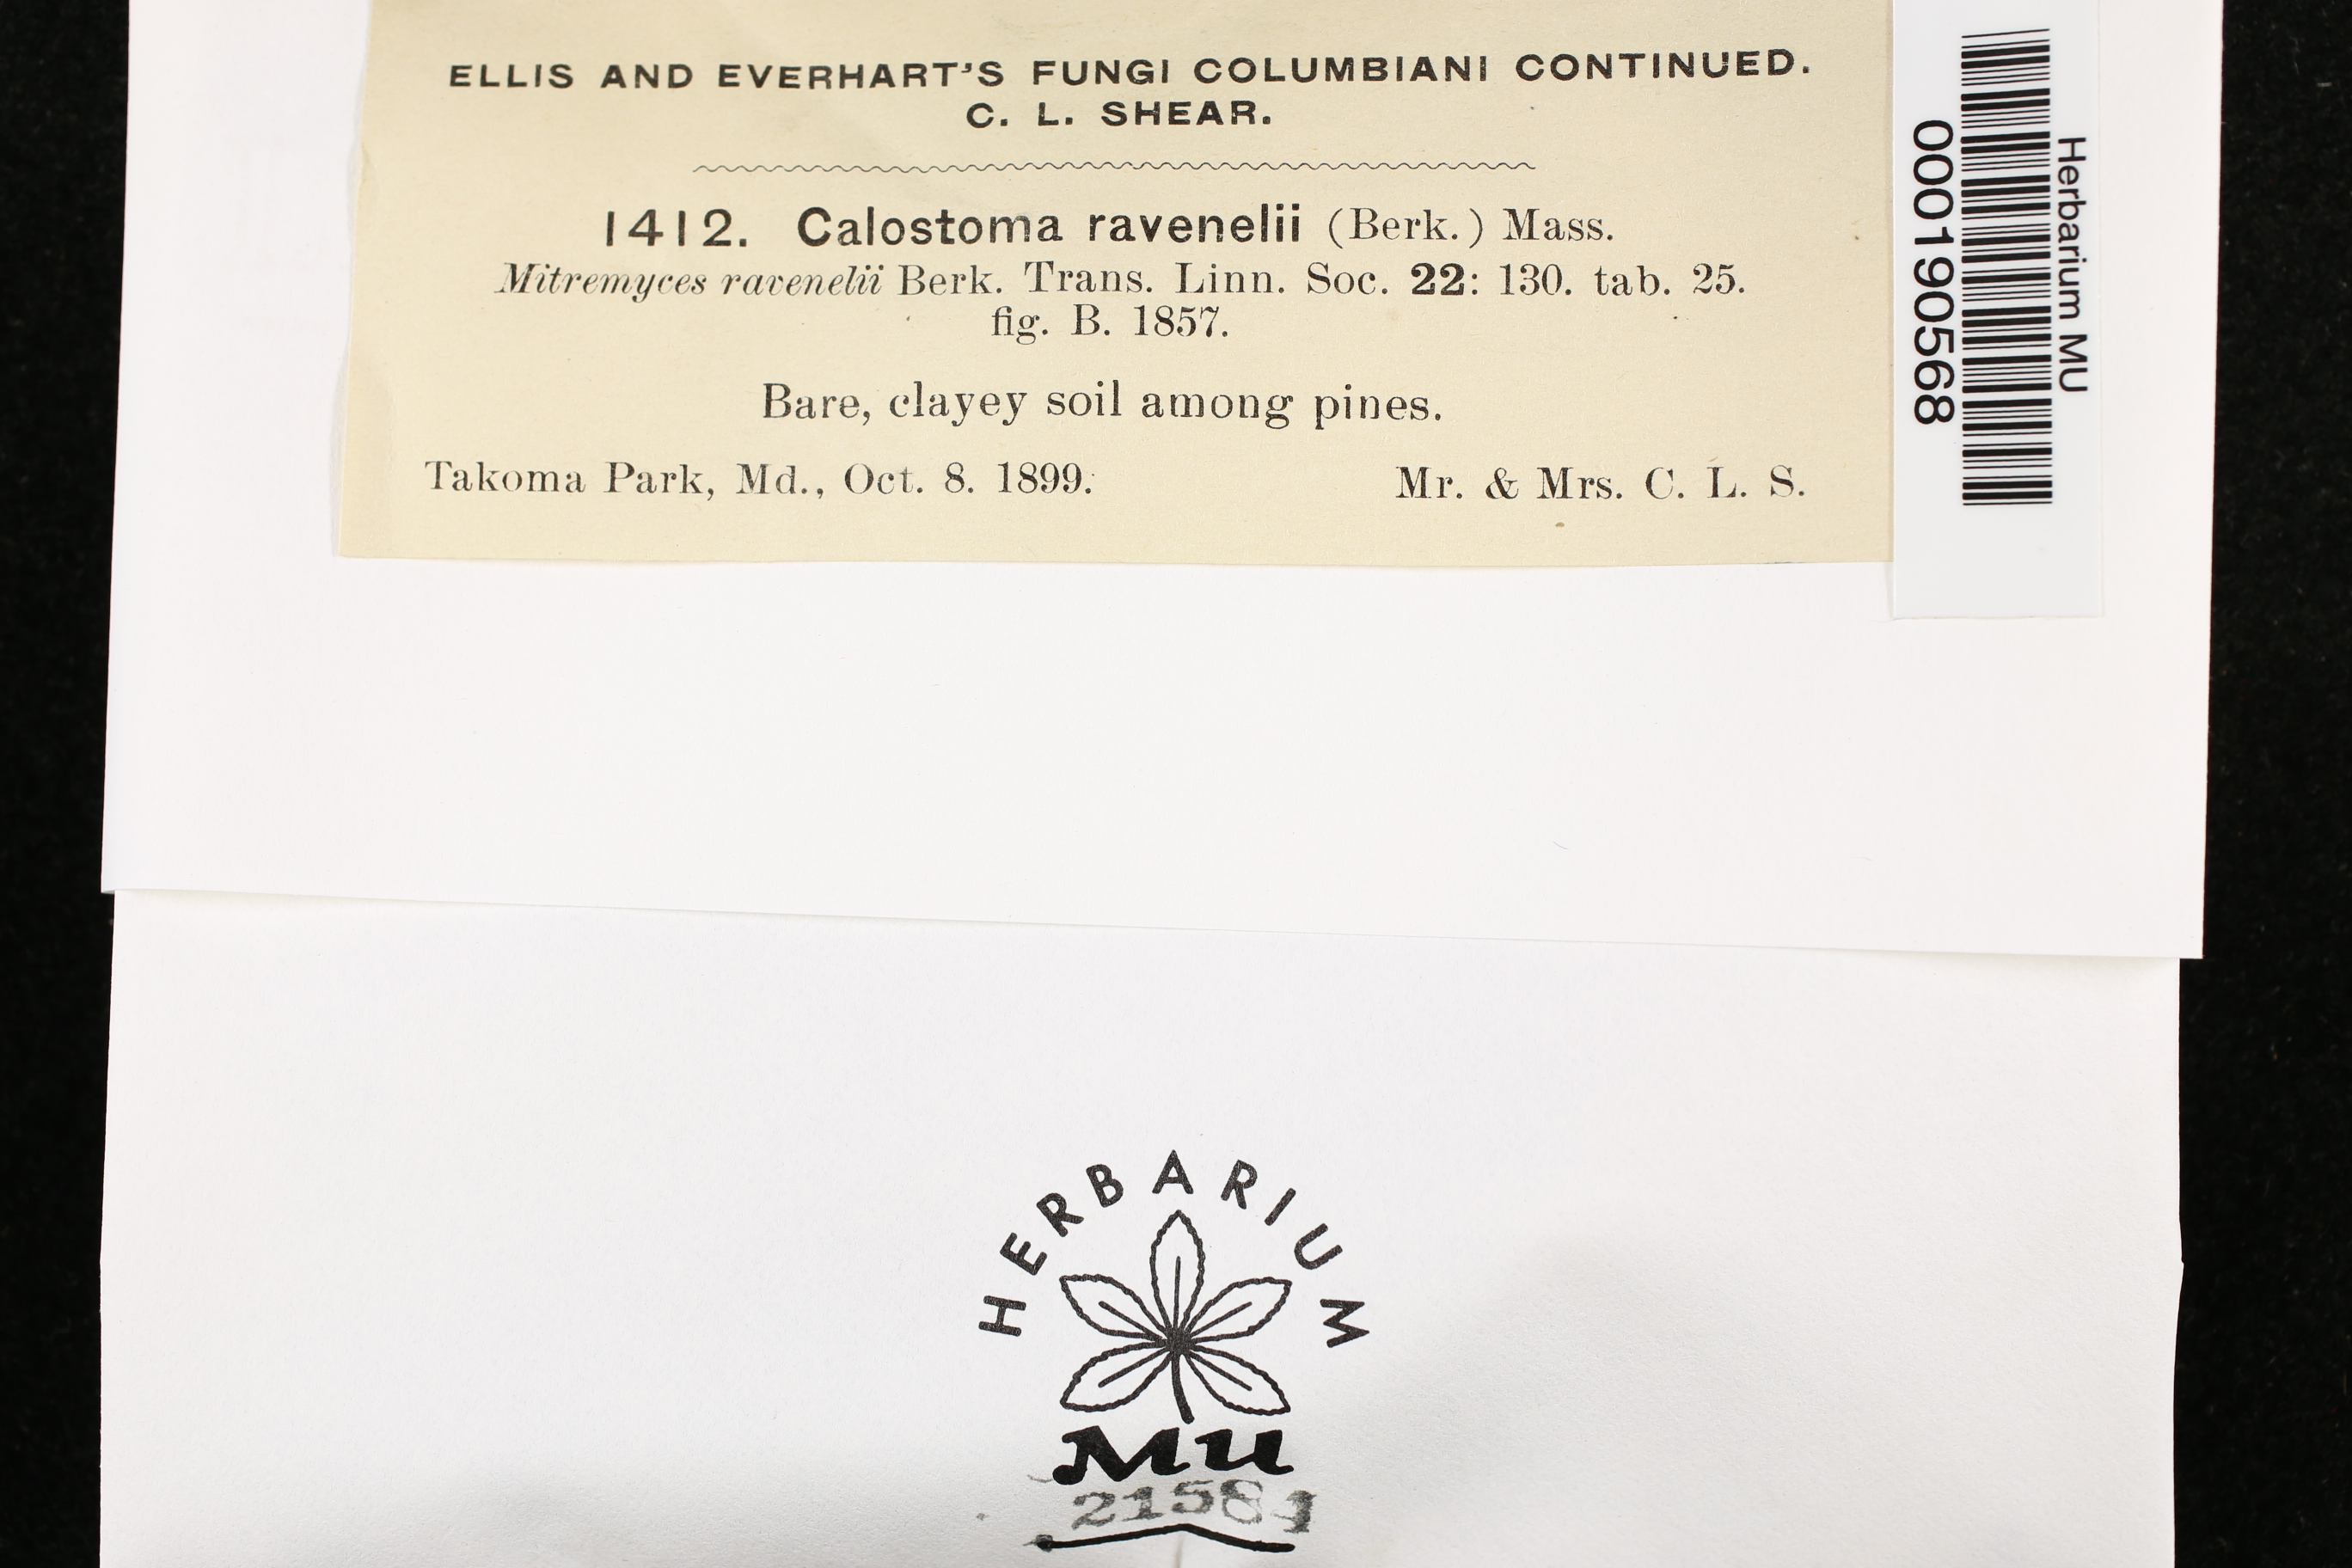 ELLIS AND EVERHART'S FUNGI COLUMBIANI CONTINUED.
C. L. SHEAR.
1412. Calostoma ravenelii (Berk.) Mass.
Mitremyces ravenelii Berk. Trans. Linn. Soc. 22: 130. tab. 25.
fig. B. 1857.
Bare, clayey soil among pines.
Takoma Park, Md., Oct. 8. 1899.
Mr. & Mrs. C. L. S.
Herbarium MU
000190568
HERBARIUM
MU